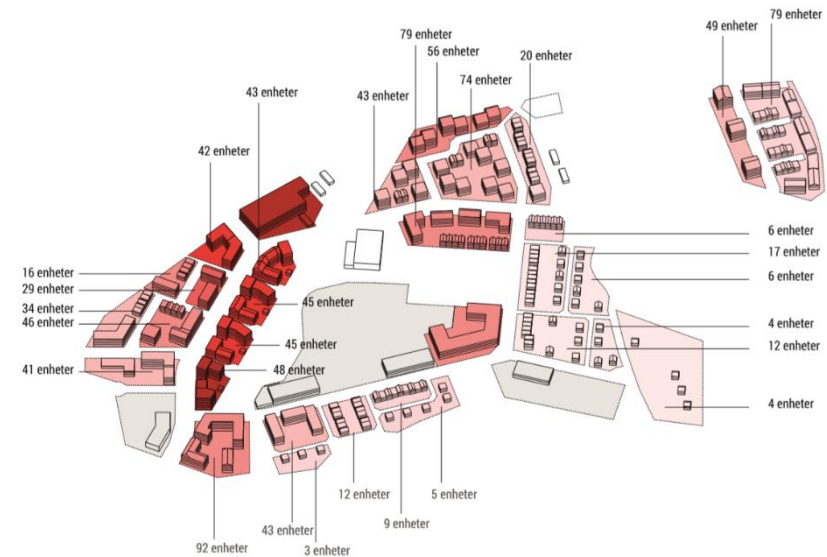 79 enheter
49 enheter
79 enheter
56 enheter
20 enheter
74 enheter
43 enheter
43 enheter
42 enheter
6 enheter
17 enheter
16 enheter
6 enheter
29 enheter
45 enheter
34 enheter
46 enheter
4 enheter
45 enheter
12 enheter
41 enheter
48 enheter
4 enheter
12 enheter
5 enheter
9 enheter
43 enheter
92 enheter
3 enheter